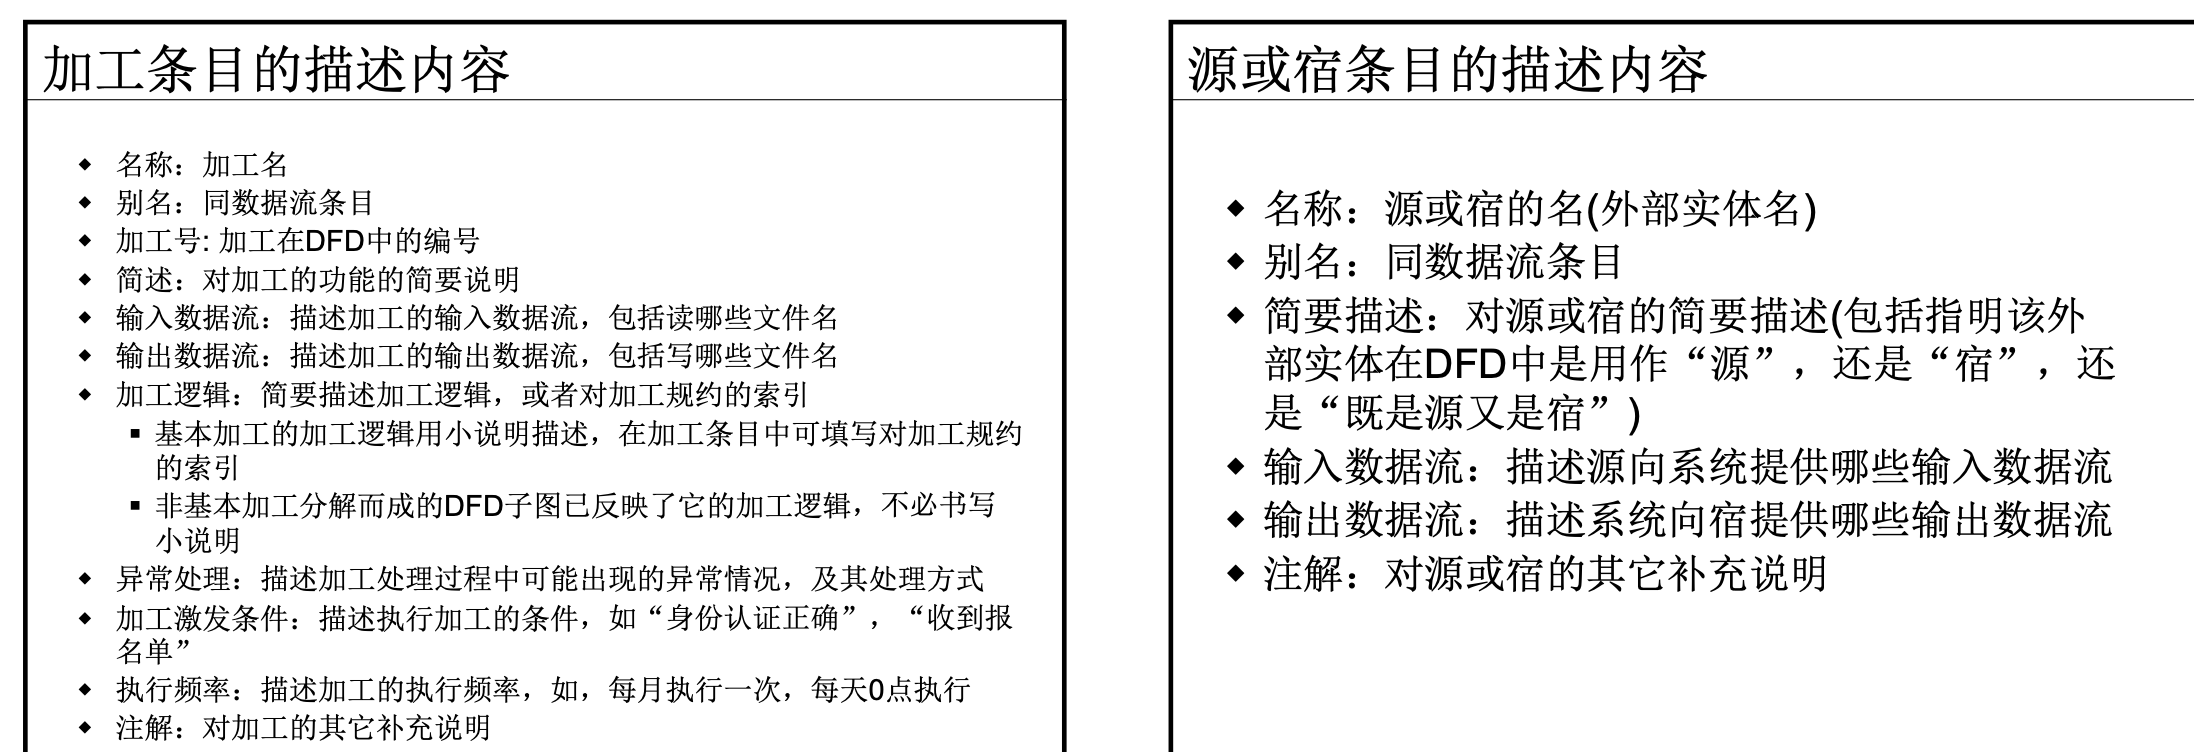 加工条目的描述内容
◆ 名称：加工名
◆ 别名：同数据流条目
◆ 加工号: 加工在DFD中的编号
◆ 简述：对加工的功能的简要说明
◆ 输入数据流：描述加工的输入数据流，包括读哪些文件名
◆ 输出数据流：描述加工的输出数据流，包括写哪些文件名
◆ 加工逻辑：简要描述加工逻辑，或者对加工规约的索引
▪ 基本加工的加工逻辑用小说明描述，在加工条目中可填写对加工规约
的索引
▪ 非基本加工分解而成的DFD子图已反映了它的加工逻辑，不必书写
小说明
◆ 异常处理：描述加工处理过程中可能出现的异常情况，及其处理方式
◆ 加工激发条件：描述执行加工的条件，如“身份认证正确”，“收到报
名单”
◆ 执行频率：描述加工的执行频率，如，每月执行一次，每天0点执行
◆ 注解：对加工的其它补充说明
源或宿条目的描述内容
◆ 名称：源或宿的名(外部实体名)
◆ 别名：同数据流条目
◆ 简要描述：对源或宿的简要描述(包括指明该外
部实体在DFD中是用作“源”，还是“宿”，还
是“既是源又是宿”)
◆ 输入数据流：描述源向系统提供哪些输入数据流
◆ 输出数据流：描述系统向宿提供哪些输出数据流
◆ 注解：对源或宿的其它补充说明